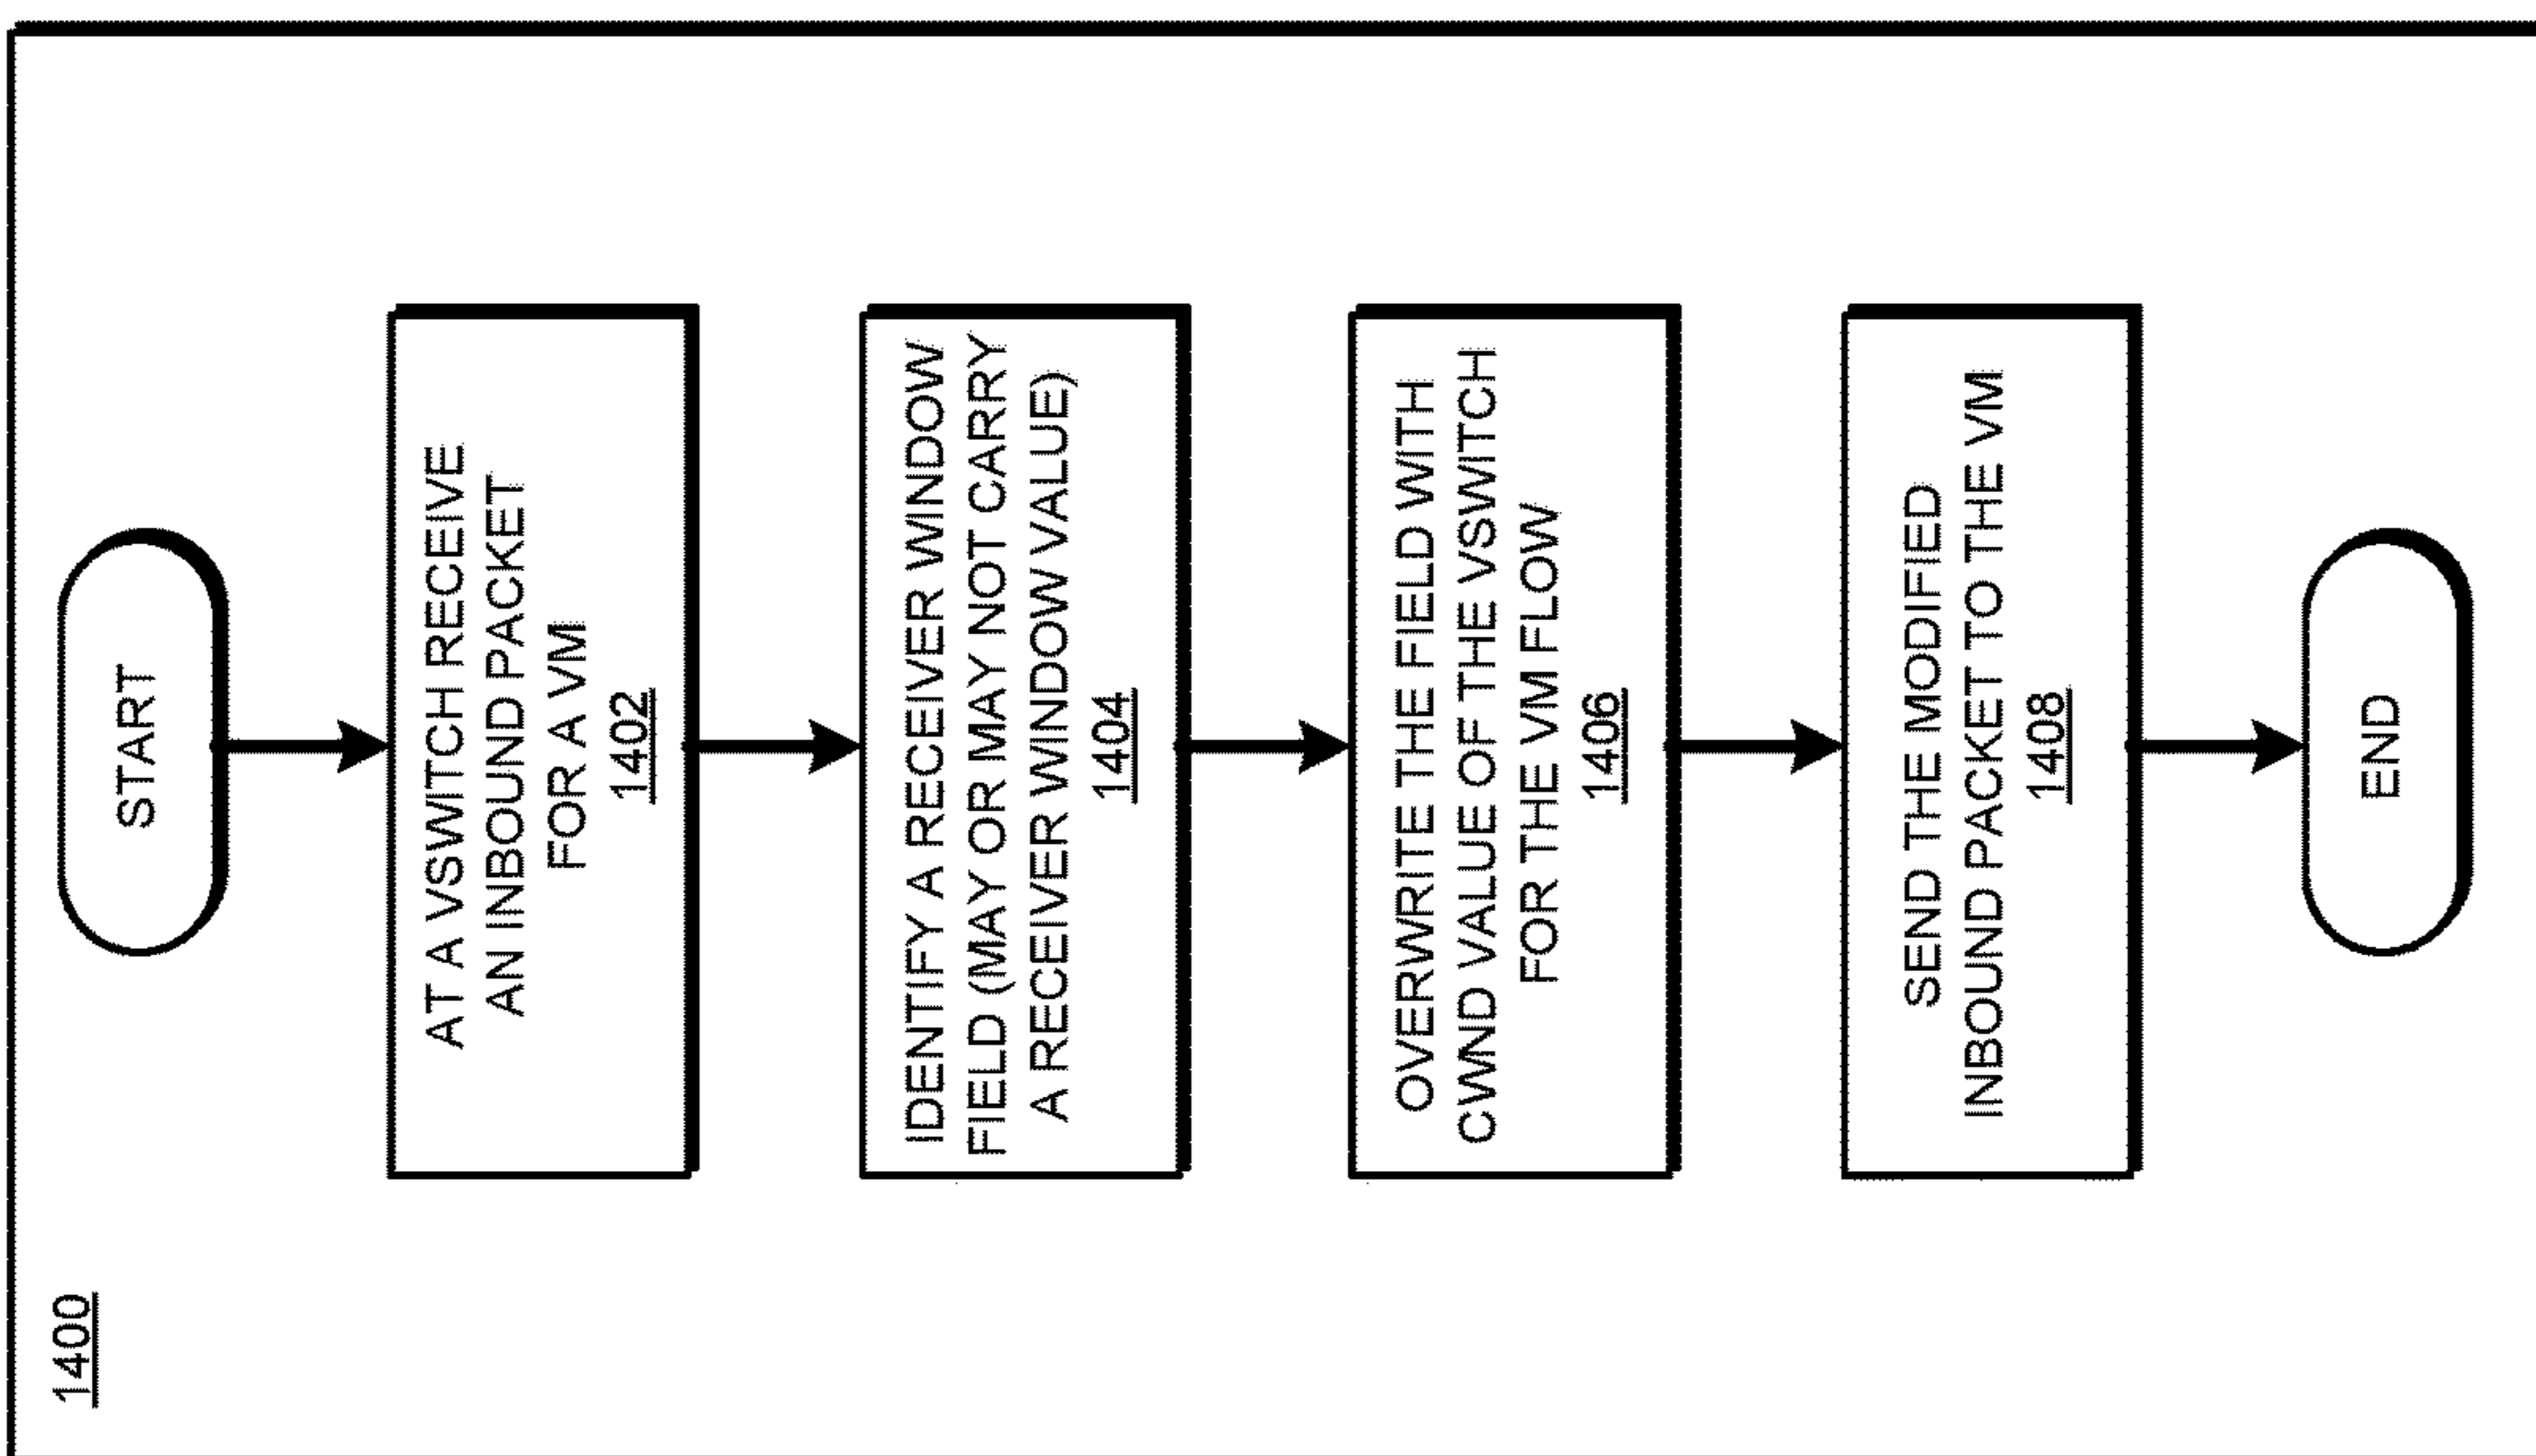 1400
START
AT A VSWITCH RECEIVE
AN INBOUND PACKET
FOR A VM
1402
IDENTIFY A RECEIVER WINDOW
FIELD (MAY OR MAY NOT CARRY
A RECEIVER WINDOW VALUE)
1404
OVERWRITE THE FIELD WITH
CWND VALUE OF THE VSWITCH
FOR THE VM FLOW
1406
SEND THE MODIFIED
INBOUND PACKET TO THE VM
1408
END